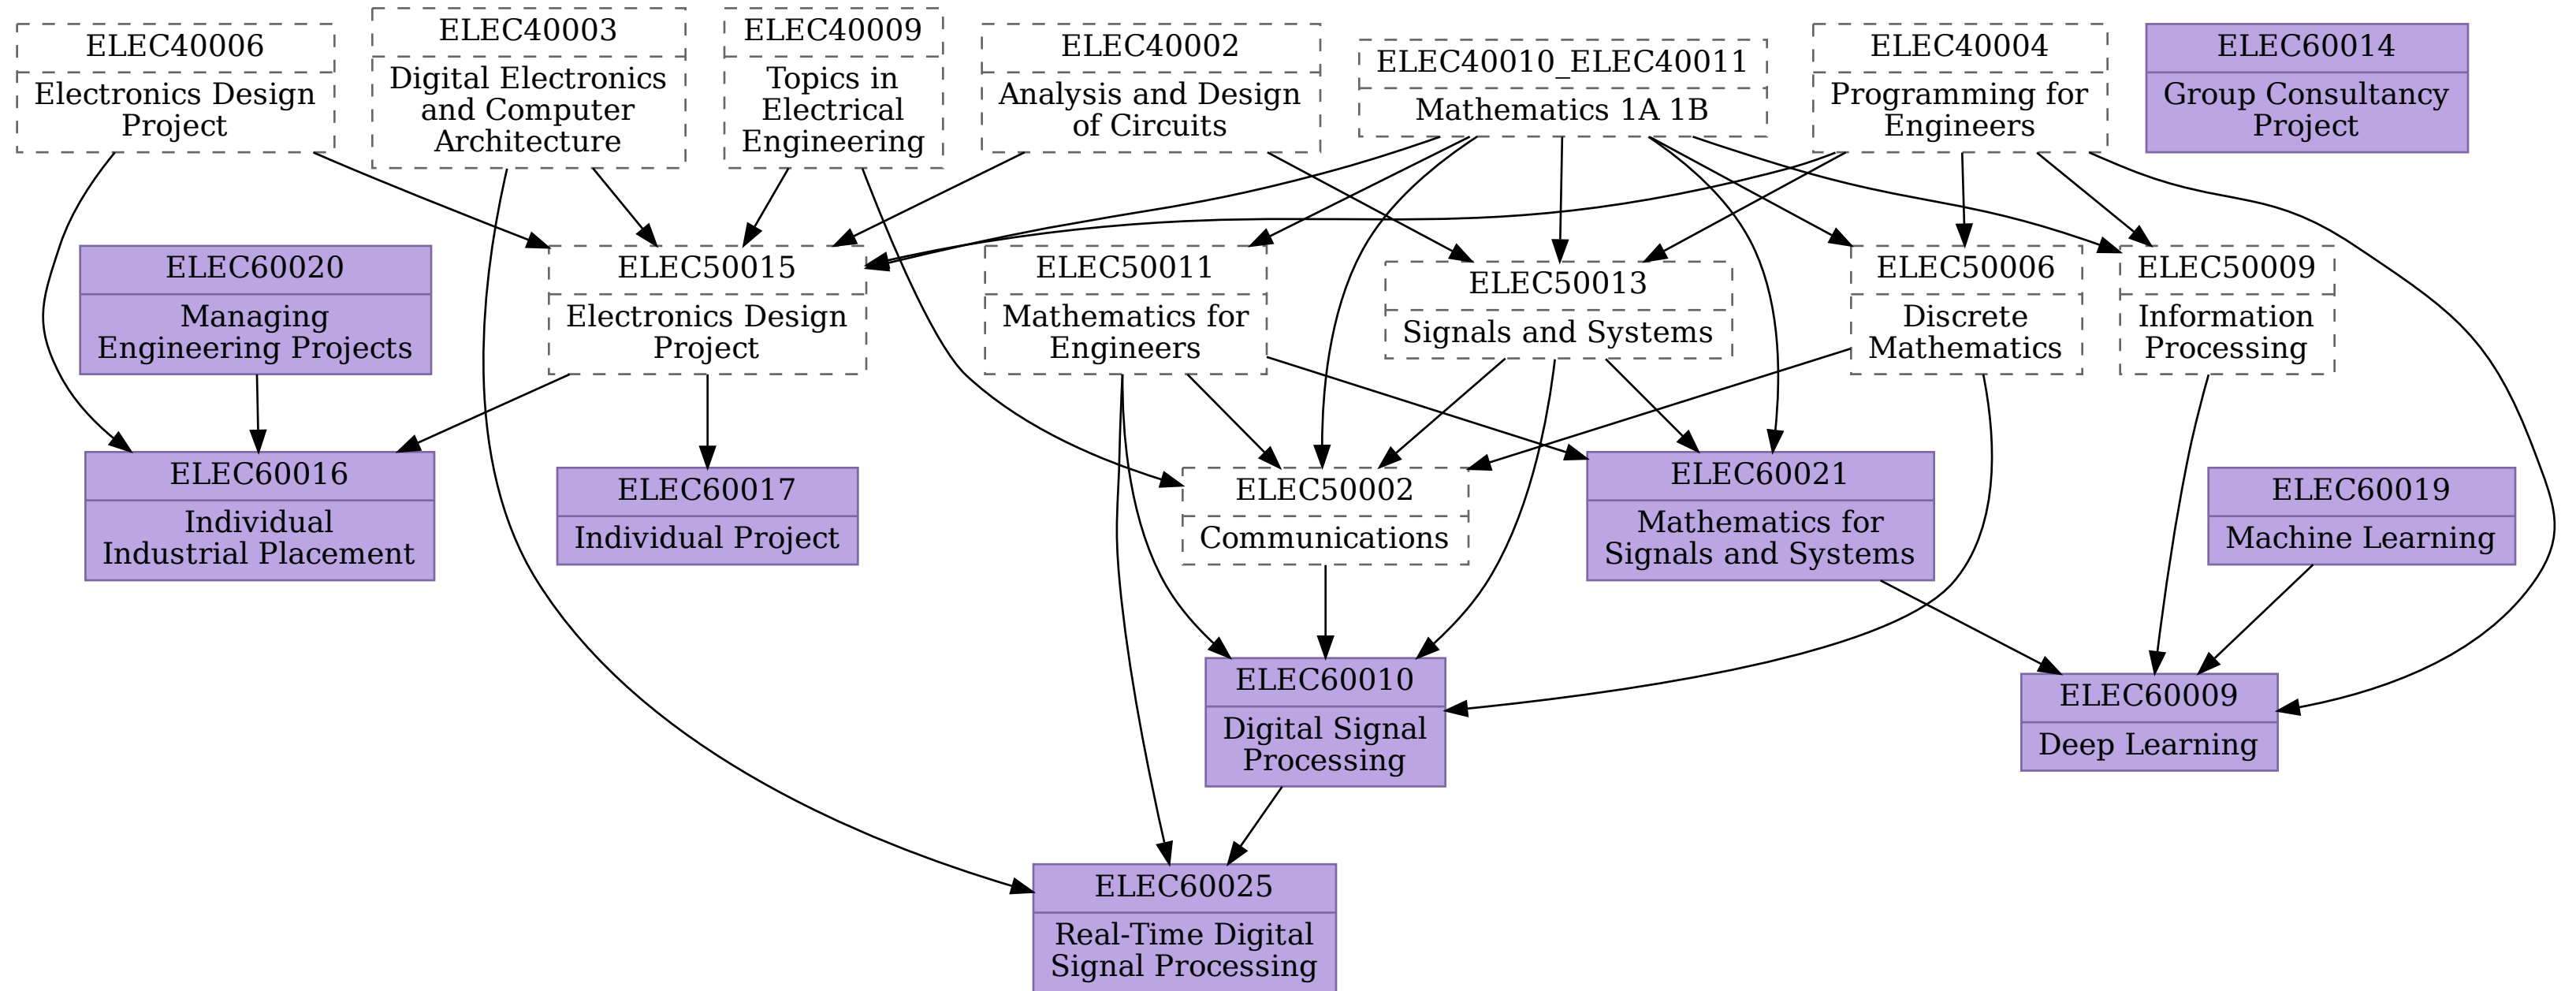 ELEC40006
Electronics Design
Project
ELEC40003
Digital Electronics
and Computer
Architecture
ELEC40009
Topics in
Electrical
Engineering
ELEC40002
Analysis and Design
of Circuits
ELEC40010_ELEC40011
Mathematics 1A 1B
ELEC40004
Programming for
Engineers
ELEC60014
Group Consultancy
Project
ELEC60020
Managing
Engineering Projects
ELEC50015
Electronics Design
Project
ELEC50011
Mathematics for
Engineers
ELEC50013
Signals and Systems
ELEC50006
Discrete
Mathematics
ELEC50009
Information
Processing
ELEC60016
Individual
Industrial Placement
ELEC60017
Individual Project
ELEC50002
Communications
ELEC60021
Mathematics for
Signals and Systems
ELEC60019
Machine Learning
ELEC60010
Digital Signal
Processing
ELEC60009
Deep Learning
ELEC60025
Real-Time Digital
Signal Processing